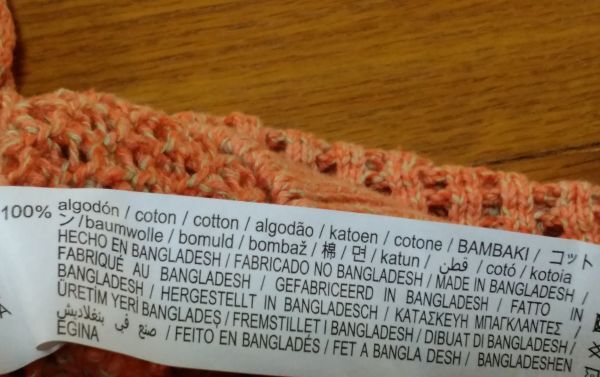 100% algodón / coton / cotton / algodão / katoen / cotone / BAMBAKI / コット
ン / baumwolle / bomuld / bombaž / 棉 / 면 / katun / قطن / cotó / kotoia
HECHO EN BANGLADESH / FABRICADO NO BANGLADESH / MADE IN BANGLADESH /
FABRIQUÉ AU BANGLADESH / GEFABRICEERD IN BANGLADESH / FATTO IN
BANGLADESH / HERGESTELLT IN BANGLADESCH / ΚΑΤΑΣΚΕΥΗ ΜΠΑΓΚΛΑΝΤΕΣ /
ÜRETİM YERİ BANGLADEŞ / FREMSTILLET I BANGLADESH / DIBUAT DI BANGLADESH /
صنع في بنغلاديش / FEITO EN BANGLADÉS / FET A BANGLA DESH / BANGLADESHEN
EGINA